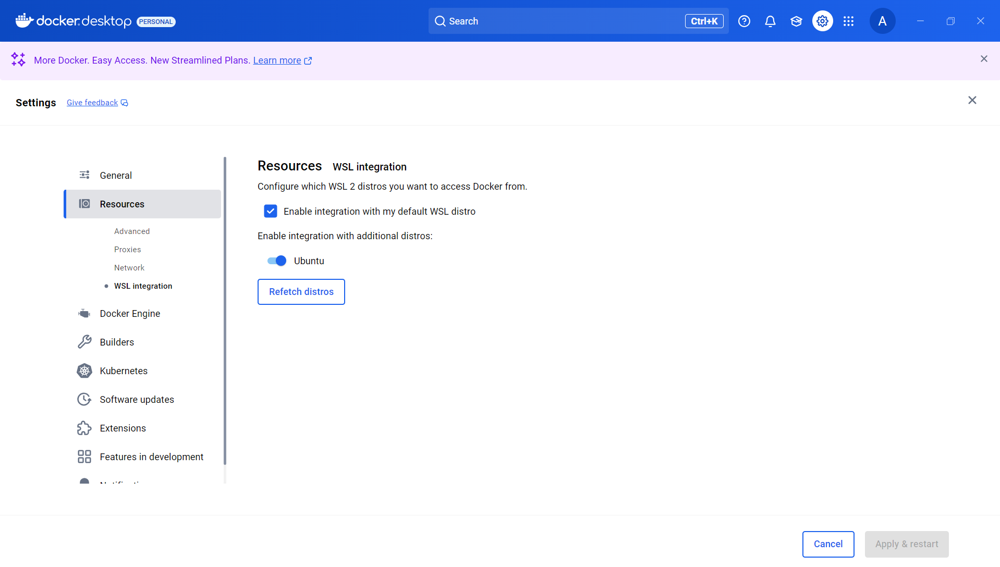 docker.desktop PERSONAL
Search
Ctrl+K
A
More Docker. Easy Access. New Streamlined Plans. Learn more
Settings
Give feedback
General
Resources
Advanced
Proxies
Network
WSL integration
Docker Engine
Builders
Kubernetes
Software updates
Extensions
Features in development
Resources WSL integration
Configure which WSL 2 distros you want to access Docker from.
Enable integration with my default WSL distro
Enable integration with additional distros:
Ubuntu
Refetch distros
Cancel
Apply & restart